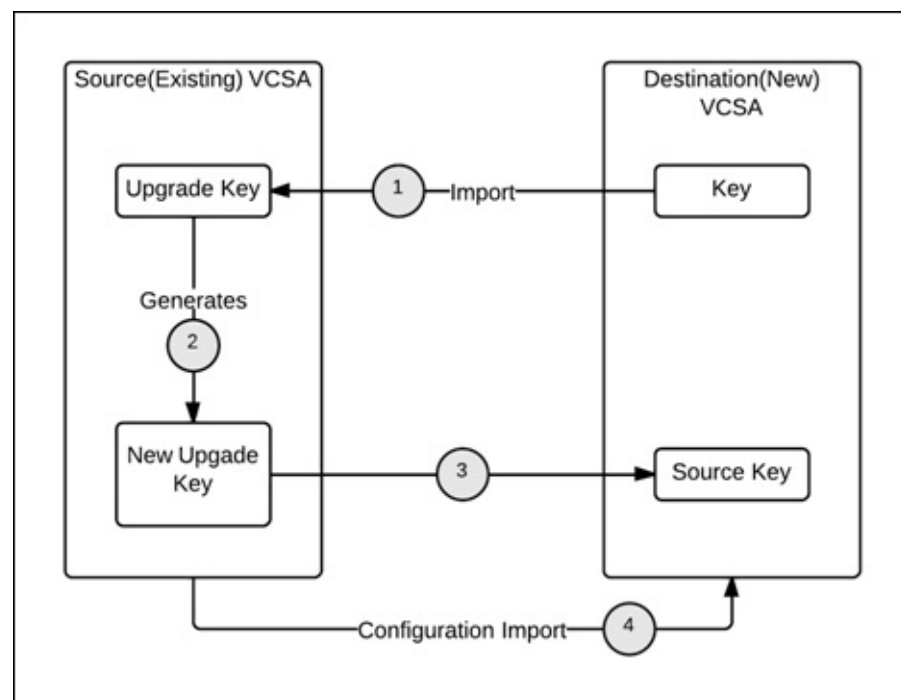 Source(Existing) VCSA
Destination(New)
VCSA
Upgrade Key
1
Import
Key
Generates
2
New Upgade
Key
3
Source Key
Configuration Import
4